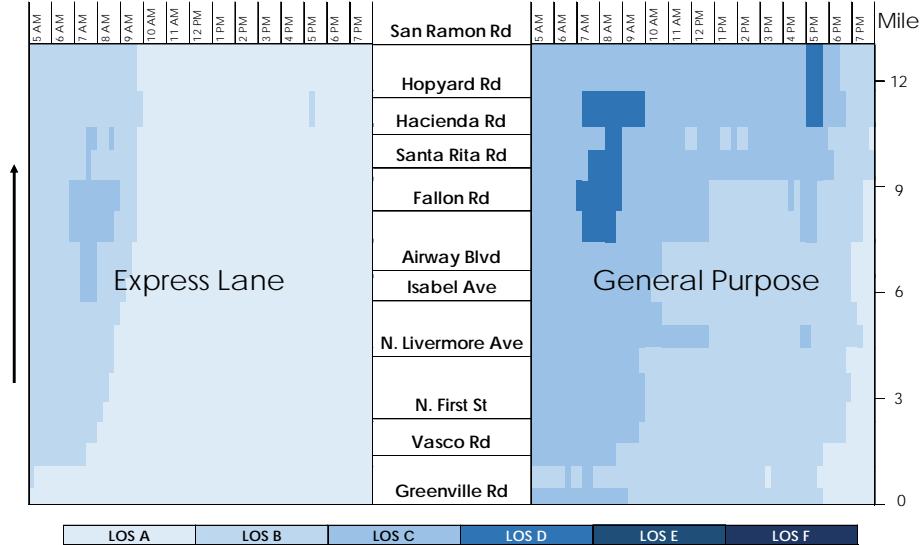 5 AM 6 AM 7 AM 8 AM 9 AM 10 AM 11 AM 12 PM 1 PM 2 PM 3 PM 4 PM 5 PM 6 PM 7 PM
San Ramon Rd
5 AM 6 AM 7 AM 8 AM 9 AM 10 AM 11 AM 12 PM 1 PM 2 PM 3 PM 4 PM 5 PM 6 PM 7 PM
Mile
Hopyard Rd
12
Hacienda Rd
Santa Rita Rd
Fallon Rd
9
Airway Blvd
Express Lane
Isabel Ave
General Purpose
6
N. Livermore Ave
N. First St
3
Vasco Rd
Greenville Rd
0
LOS A LOS B LOS C LOS D LOS E LOS F